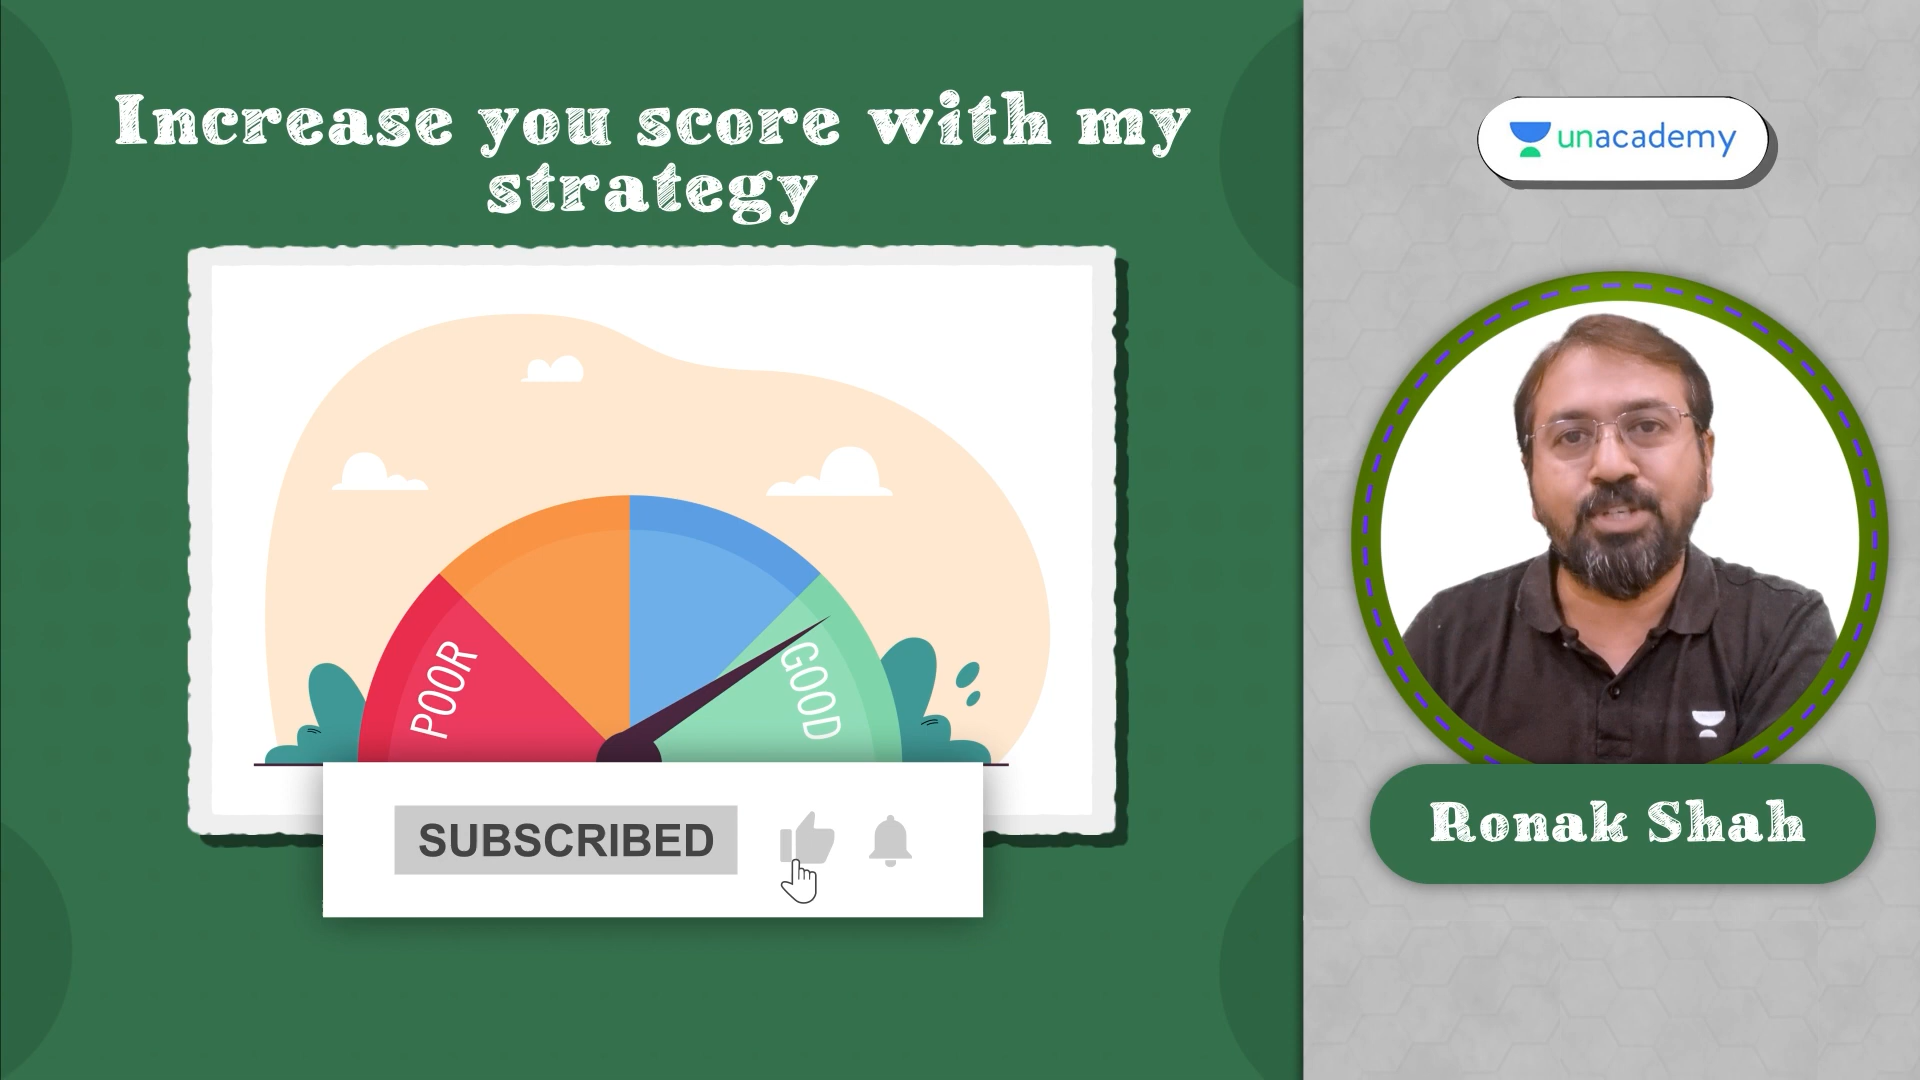 Increase you score with my
strategy
POOR
GOOD
SUBSCRIBED
unacademy
Ronak Shah